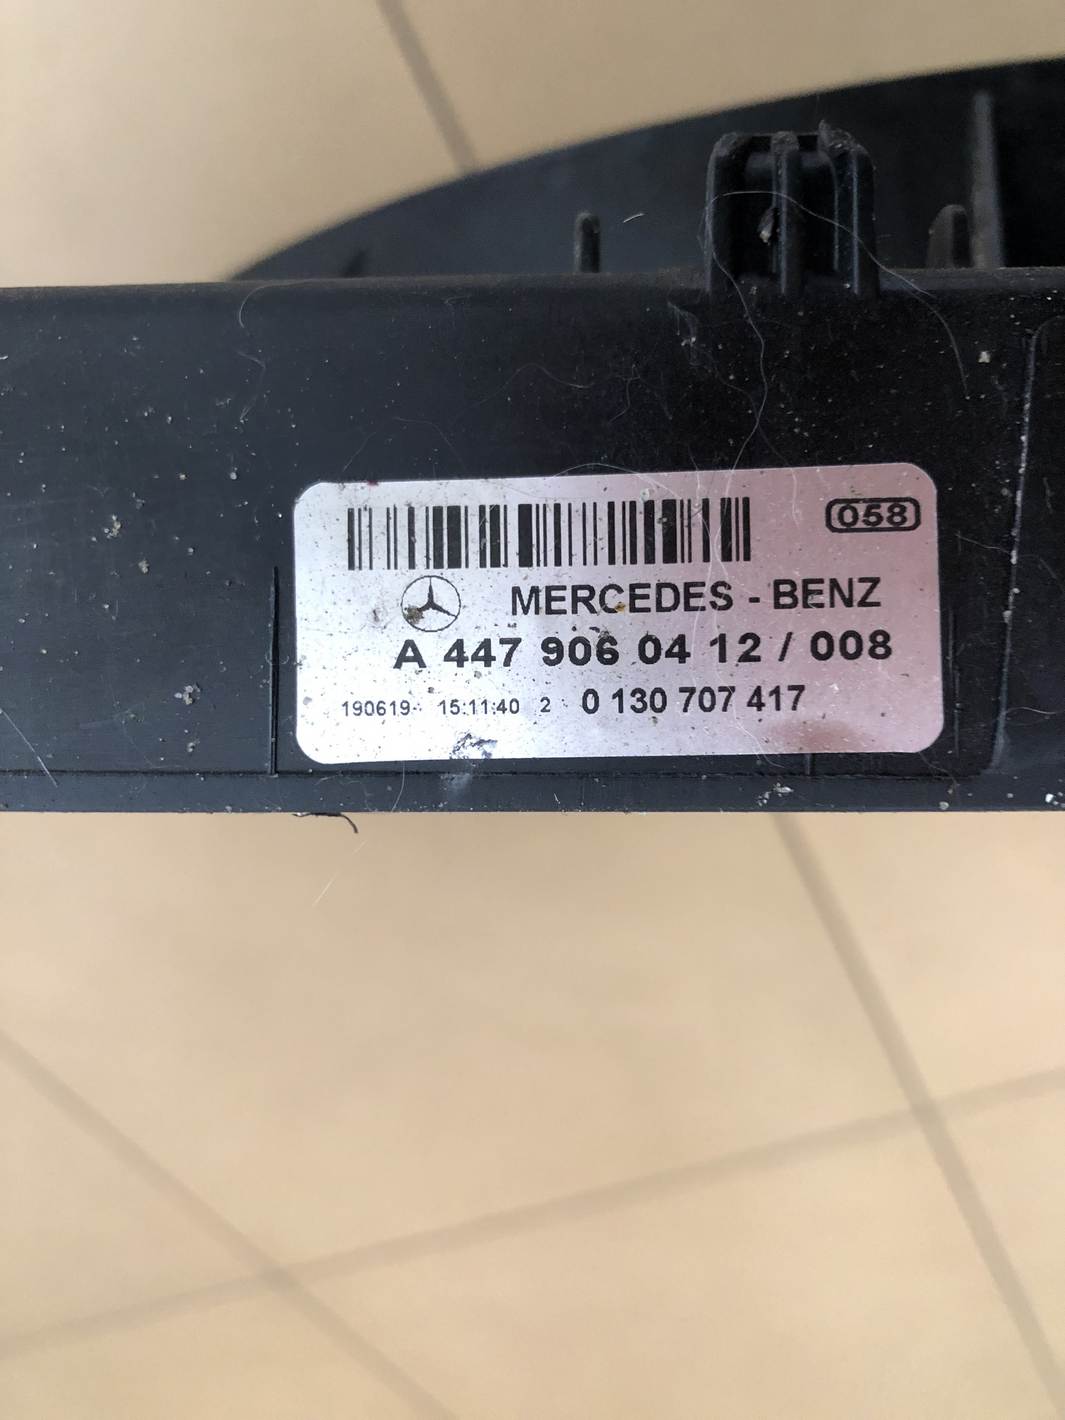 058
MERCEDES - BENZ
A 447 906 04 12 / 008
190619 15:11:40 2 0 130 707 417